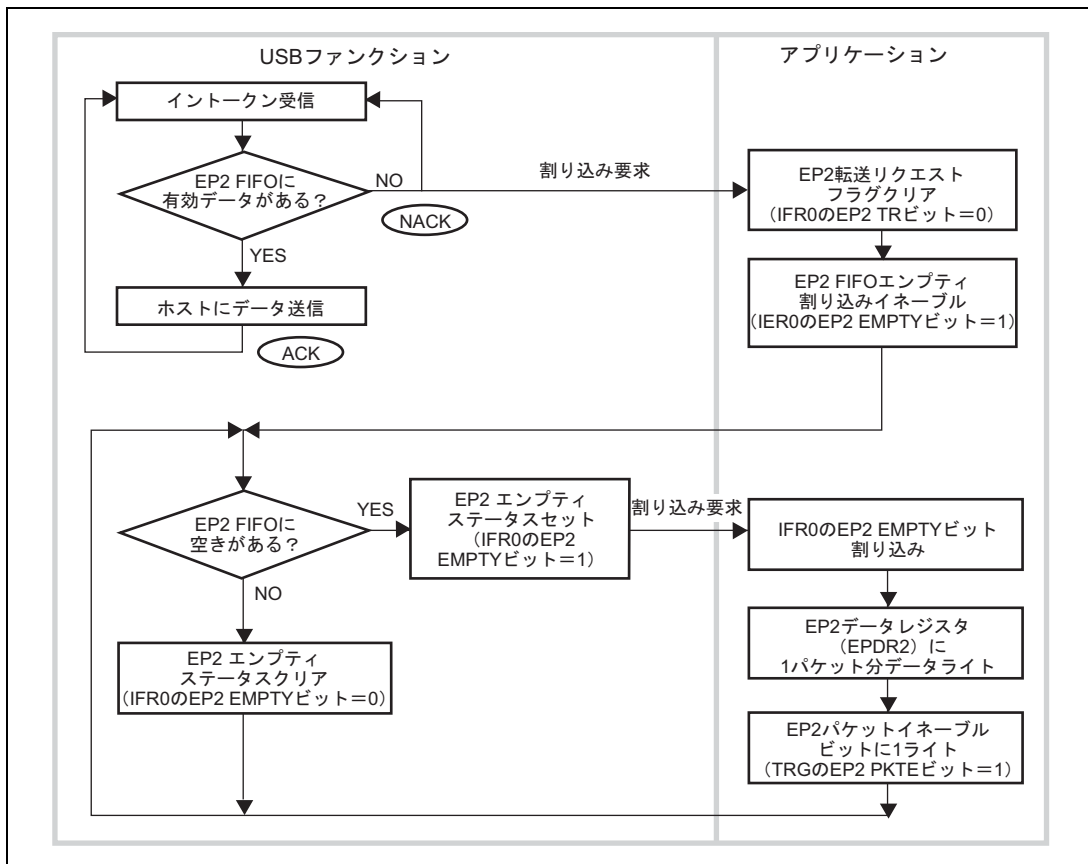 USBファンクション
アプリケーション
イントークン受信
EP2 FIFOに
有効データがある？
NO
NACK
YES
ホストにデータ送信
ACK
割り込み要求
EP2転送リクエスト
フラグクリア
（IFR0のEP2 TRビット＝0）
EP2 FIFOエンプティ
割り込みイネーブル
（IER0のEP2 EMPTYビット＝1）
EP2 FIFOに
空きがある？
YES
NO
EP2 エンプティ
ステータスセット
（IFR0のEP2
EMPTYビット＝1）
割り込み要求
IFR0のEP2 EMPTYビット
割り込み
EP2データレジスタ
（EPDR2）に
1パケット分データライト
EP2 エンプティ
ステータスクリア
（IFR0のEP2 EMPTYビット＝0）
EP2パケットイネーブル
ビットに1ライト
（TRGのEP2 PKTEビット＝1）